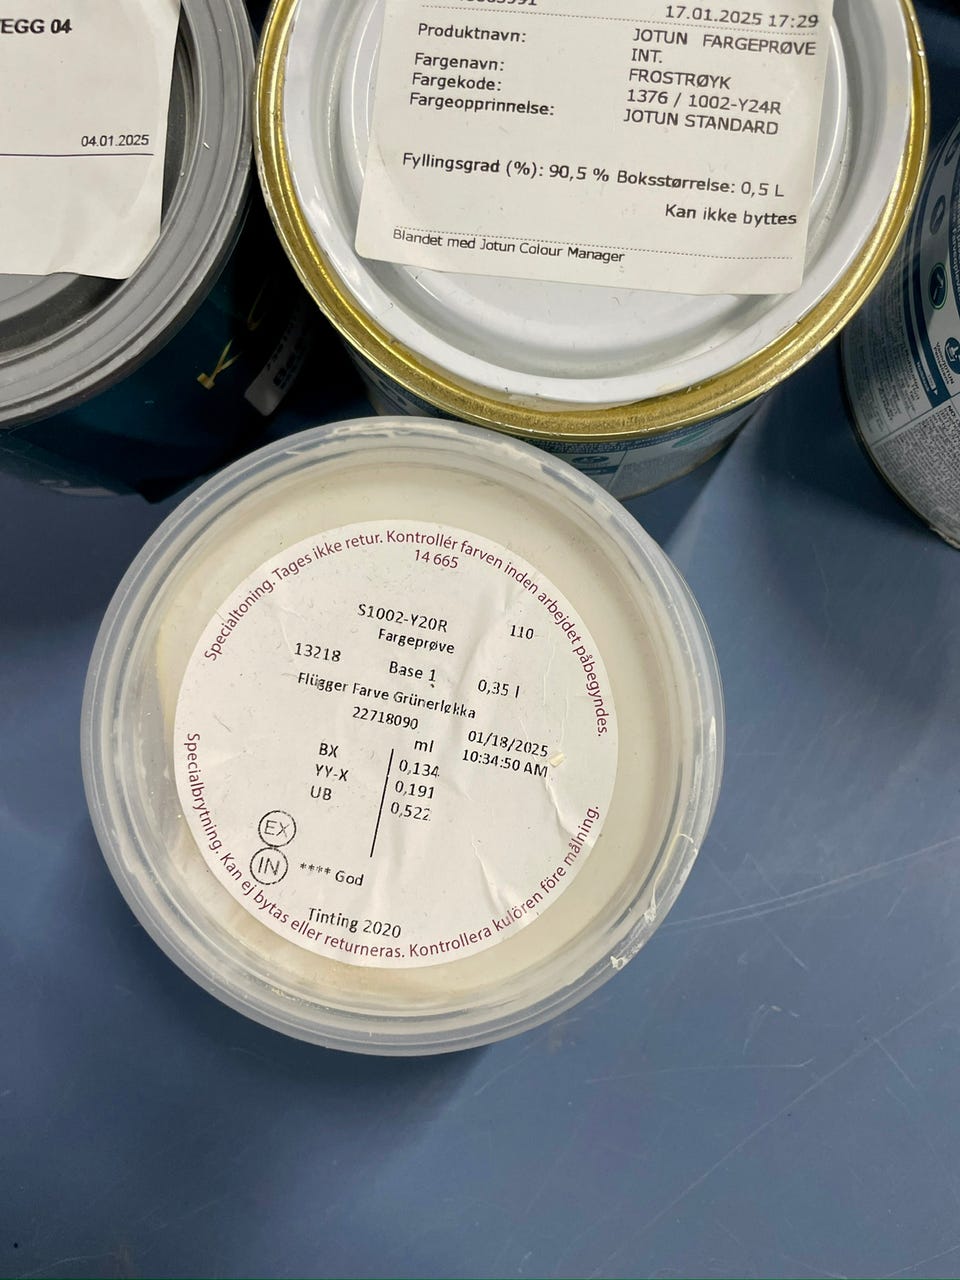 EGG 04
04.01.2025
17.01.2025 17:29
Produktnavn: JOTUN FARGEPRØVE
INT.
Fargenavn: FROSTRØYK
Fargekode: 1376 / 1002-Y24R
Fargeopprinnelse: JOTUN STANDARD
Fyllingsgrad (%): 90,5 % Boksstørrelse: 0,5 L
Kan ikke byttes
Blandet med Jotun Colour Manager
Specialtoning. Tages ikke retur. Kontrollér farven inden arbejdet påbegyndes.
14 665
S1002-Y20R 110
Fargeprøve
13218 Base 1 0,35 l
Flügger Farve Grünerløkka
22718090
ml 01/18/2025
BX 0,134 10:34:50 AM
YY-X 0,191
UB 0,522
EX
IN **** God
Tinting 2020
Specialbrytning. Kan ej bytas eller returneras. Kontrollera kulören före målning.